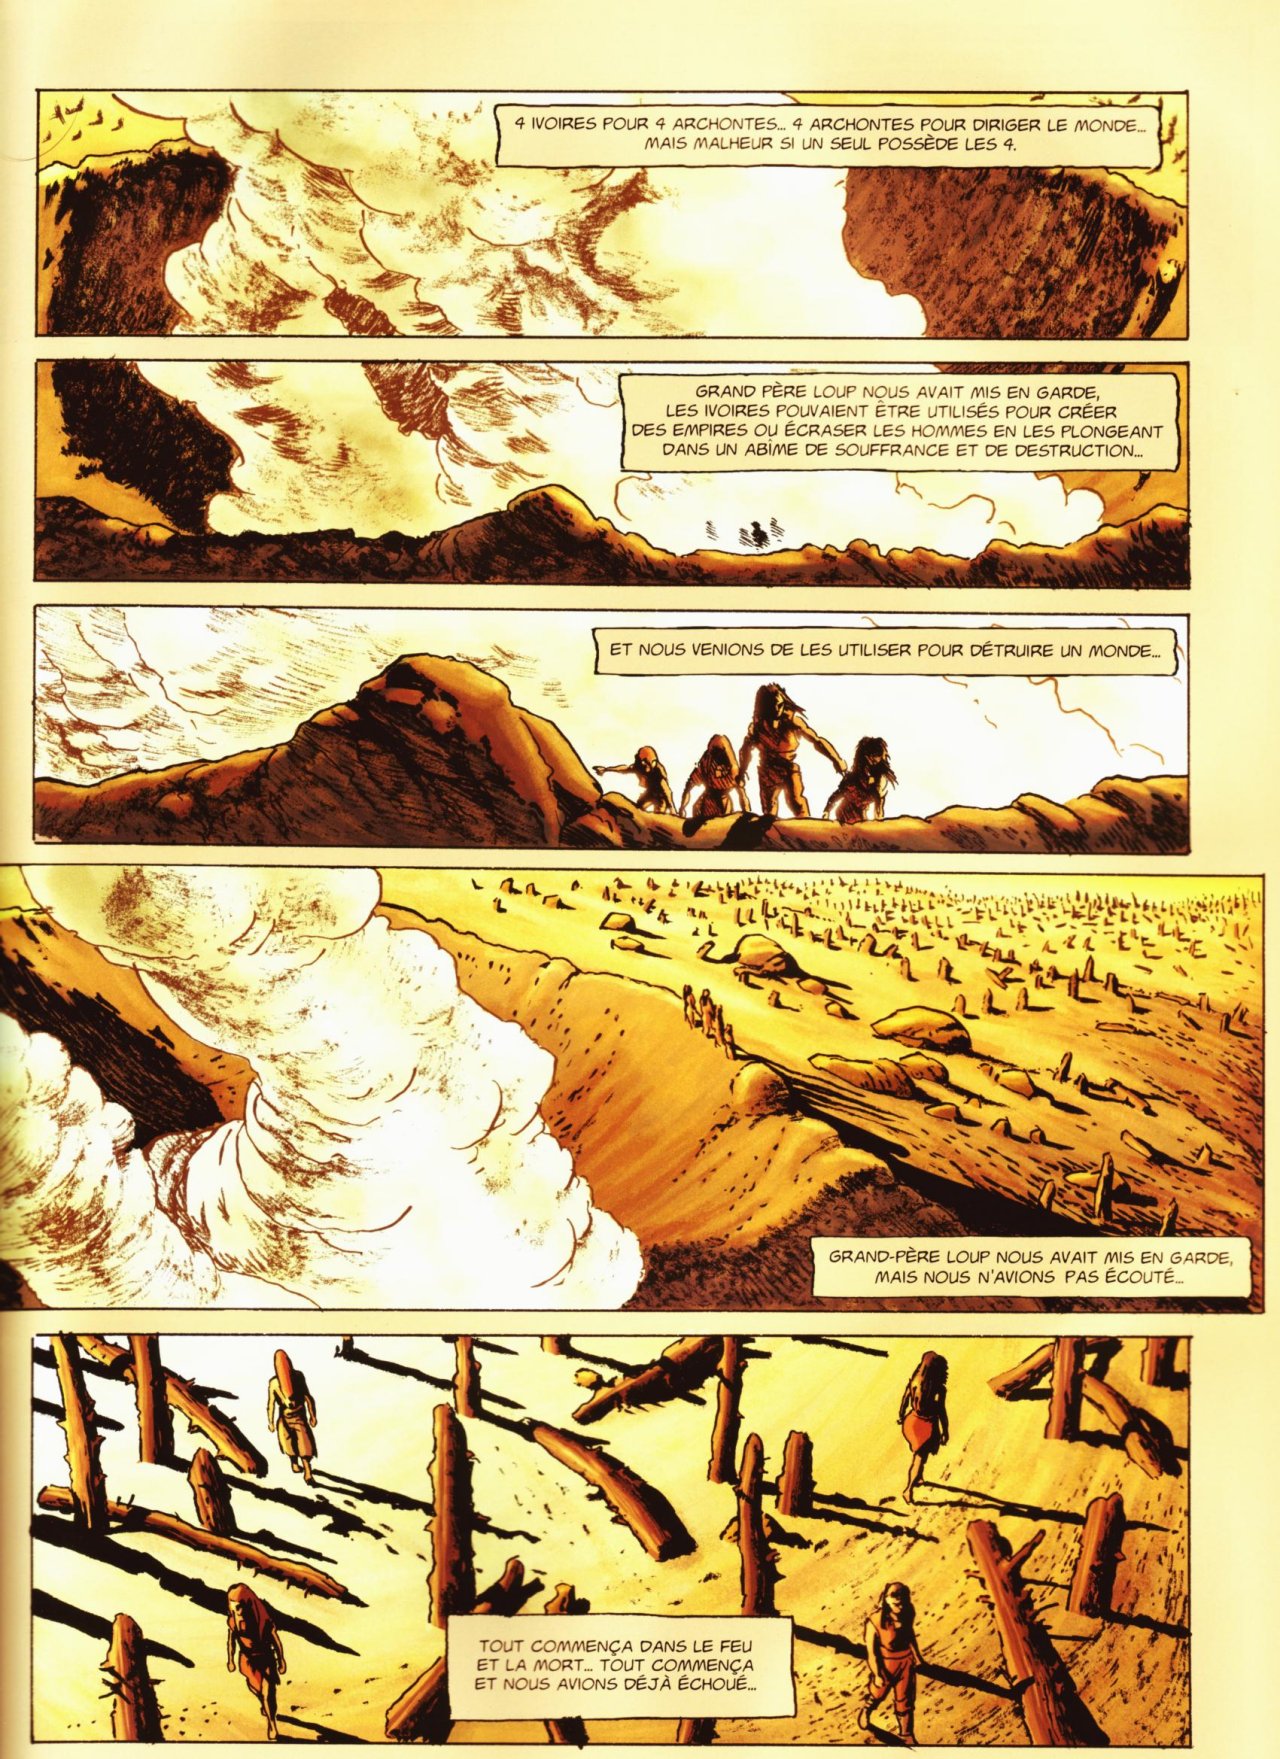 4 IVOIRES POUR 4 ARCHONTES... 4 ARCHONTES POUR DIRIGER LE MONDE...
MAIS MALHEUR SI UN SEUL POSSÈDE LES 4.
GRAND PÈRE LOUP NOUS AVAIT MIS EN GARDE,
LES IVOIRES POUVAIENT ÊTRE UTILISÉS POUR CRÉER
DES EMPIRES OU ÉCRASER LES HOMMES EN LES PLONGEANT
DANS UN ABÎME DE SOUFFRANCE ET DE DESTRUCTION...
ET NOUS VENIONS DE LES UTILISER POUR DÉTRUIRE UN MONDE...
GRAND-PÈRE LOUP NOUS AVAIT MIS EN GARDE,
MAIS NOUS N'AVIONS PAS ÉCOUTÉ...
TOUT COMMENÇA DANS LE FEU
ET LA MORT... TOUT COMMENÇA
ET NOUS AVIONS DÉJÀ ÉCHOUÉ...